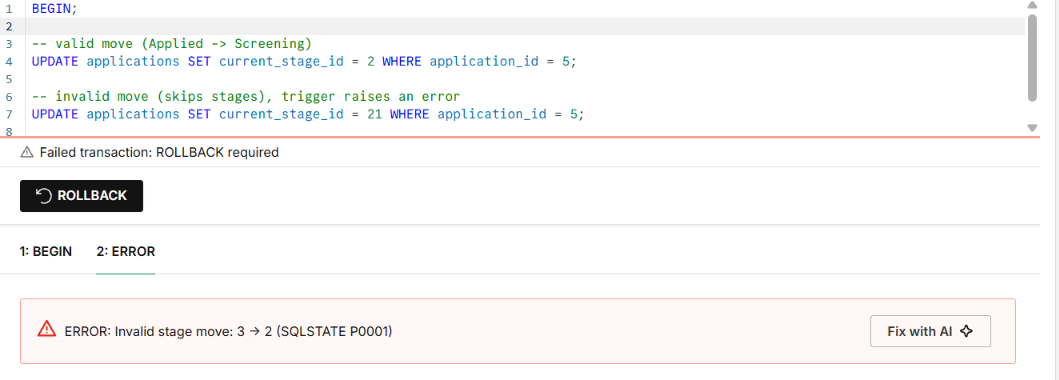 1 BEGIN;
2
3 -- valid move (Applied -> Screening)
4 UPDATE applications SET current_stage_id = 2 WHERE application_id = 5;
5
6 -- invalid move (skips stages), trigger raises an error
7 UPDATE applications SET current_stage_id = 21 WHERE application_id = 5;
8
Failed transaction: ROLLBACK required
ROLLBACK
1: BEGIN 2: ERROR
ERROR: Invalid stage move: 3 → 2 (SQLSTATE P0001) Fix with AI